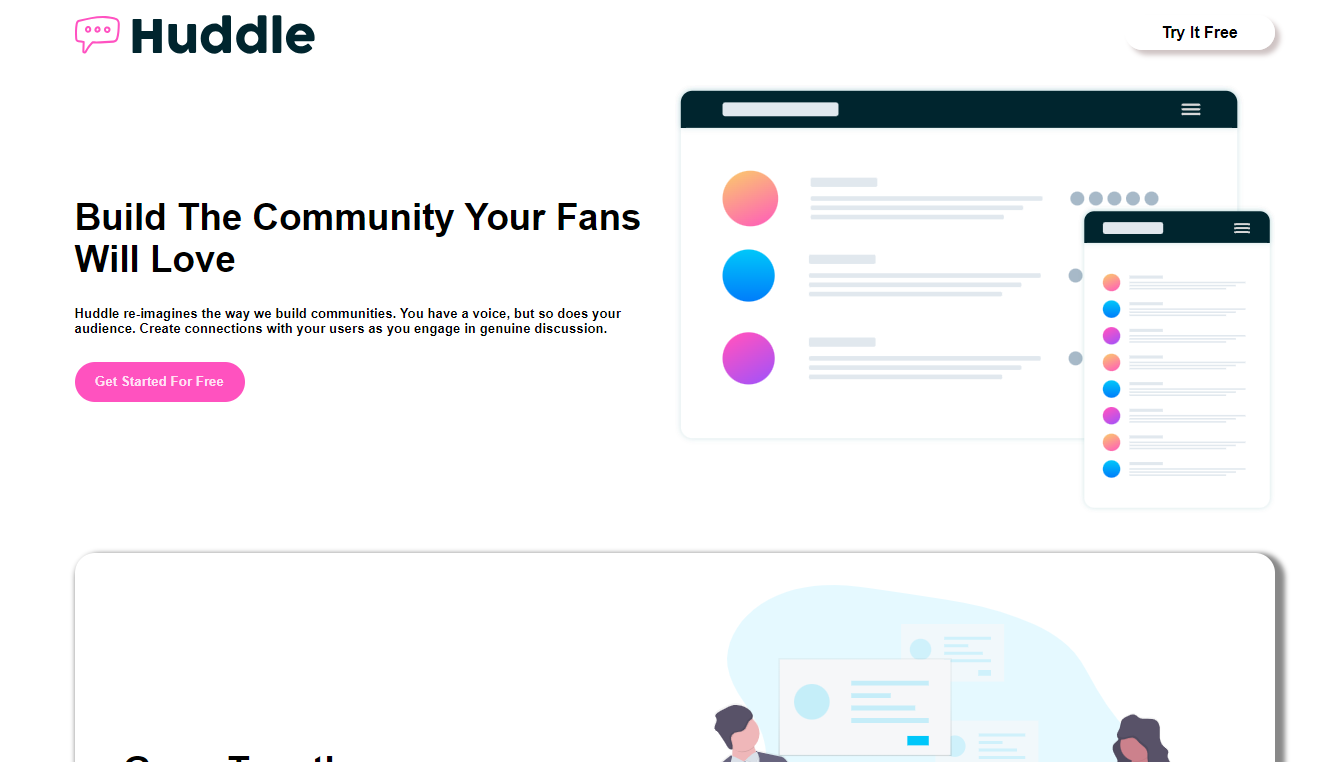 Huddle
Try It Free
Build The Community Your Fans
Will Love
Huddle re-imagines the way we build communities. You have a voice, but so does your
audience. Create connections with your users as you engage in genuine discussion.
Get Started For Free